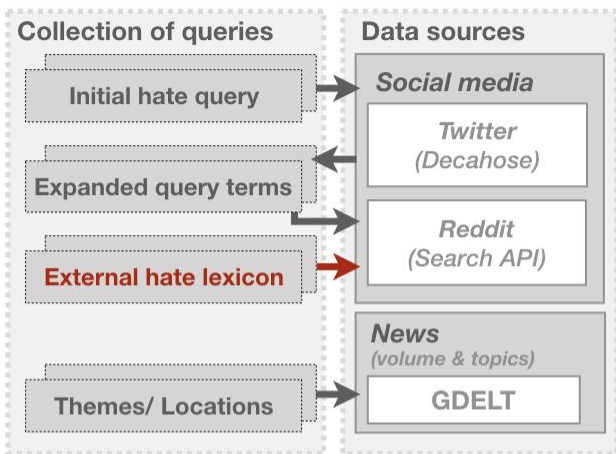 Collection of queries
Initial hate query
Expanded query terms
External hate lexicon
Themes/ Locations
Data sources
Social media
Twitter
(Decahose)
Reddit
(Search API)
News
(volume & topics)
GDELT